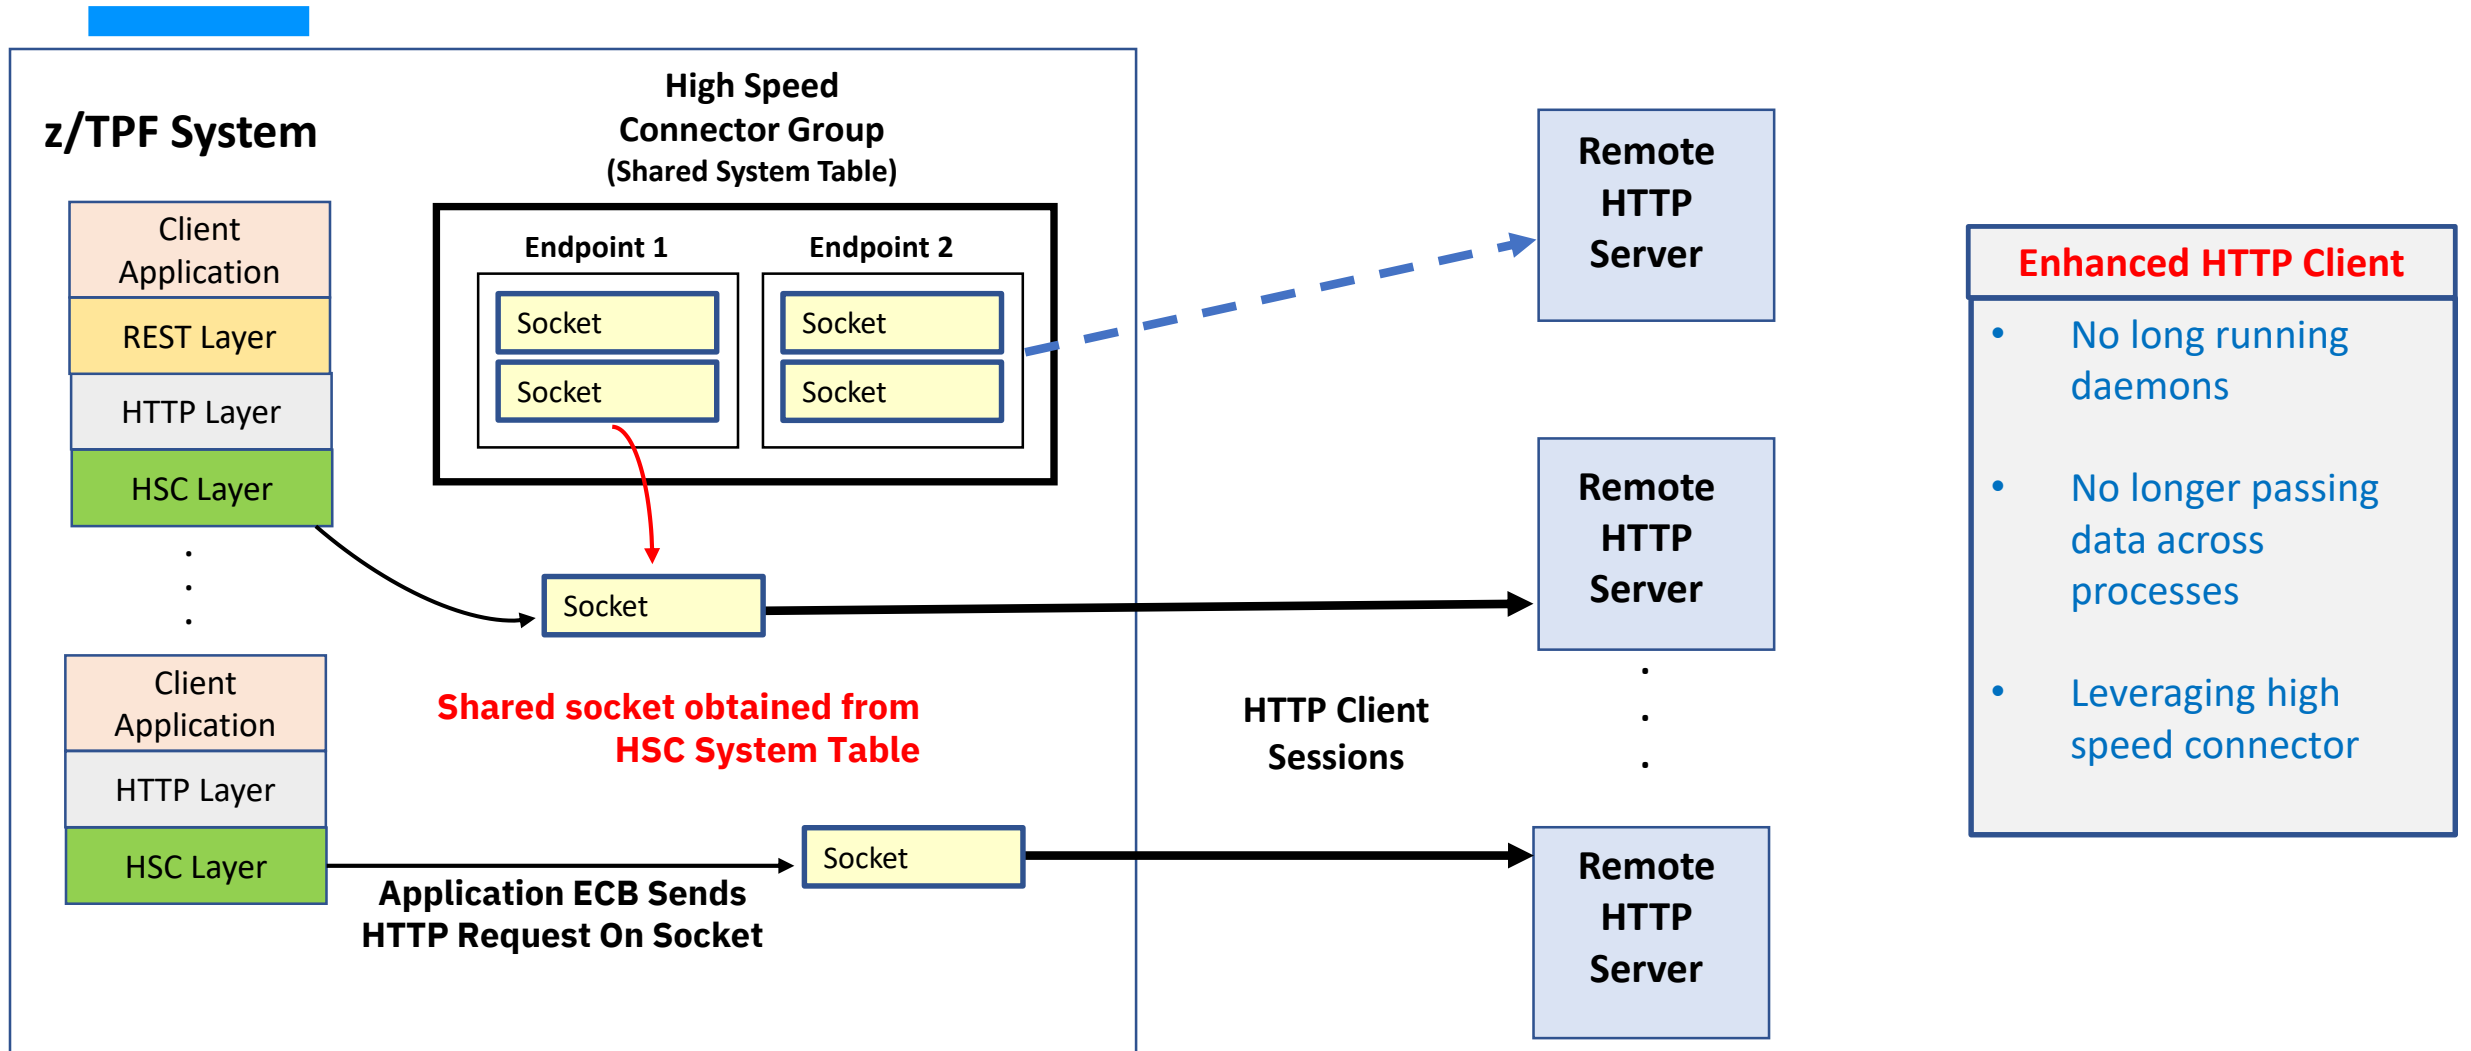 z/TPF System
High Speed
Connector Group
(Shared System Table)
Client
Application
REST Layer
HTTP Layer
HSC Layer
.
.
.
Client
Application
HTTP Layer
HSC Layer
Endpoint 1
Socket
Socket
Endpoint 2
Socket
Socket
Socket
Shared socket obtained from
HSC System Table
Socket
Application ECB Sends
HTTP Request On Socket
HTTP Client
Sessions
Remote
HTTP
Server
Remote
HTTP
Server
.
.
.
Remote
HTTP
Server
Enhanced HTTP Client
• No long running
daemons
• No longer passing
data across
processes
• Leveraging high
speed connector